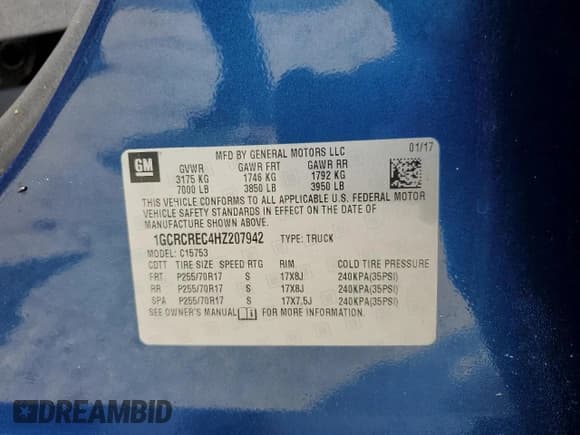 MFD BY GENERAL MOTORS LLC 01/17
GM
GVWR GAWR FRT GAWR RR
3175 KG 1746 KG 1792 KG
7000 LB 3850 LB 3950 LB
THIS VEHICLE CONFORMS TO ALL APPLICABLE U.S. FEDERAL MOTOR
VEHICLE SAFETY STANDARDS IN EFFECT ON THE DATE OF
MANUFACTURE SHOWN ABOVE.
1GCRCREC4HZ207942 TYPE: TRUCK
MODEL: C15753
CDTT TIRE SIZE SPEED RTG RIM COLD TIRE PRESSURE
FRT P255/70R17 S 17X8J 240KPA(35PSI)
RR P255/70R17 S 17X8J 240KPA(35PSI)
SPA P255/70R17 S 17X7.5J 240KPA(35PSI)
SEE OWNER'S MANUAL FOR MORE INFORMATION.
DREAMBID